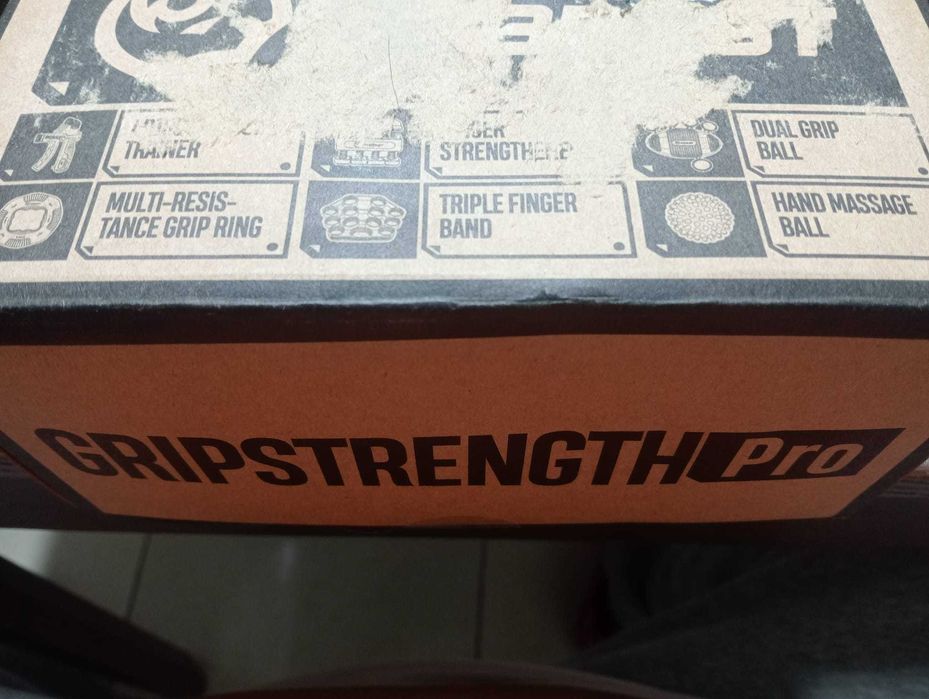 TRAINER
STRENGTHENER
DUAL GRIP
BALL
MULTI-RESIS-
TANCE GRIP RING
TRIPLE FINGER
BAND
HAND MASSAGE
BALL
GRIPSTRENGTH Pro